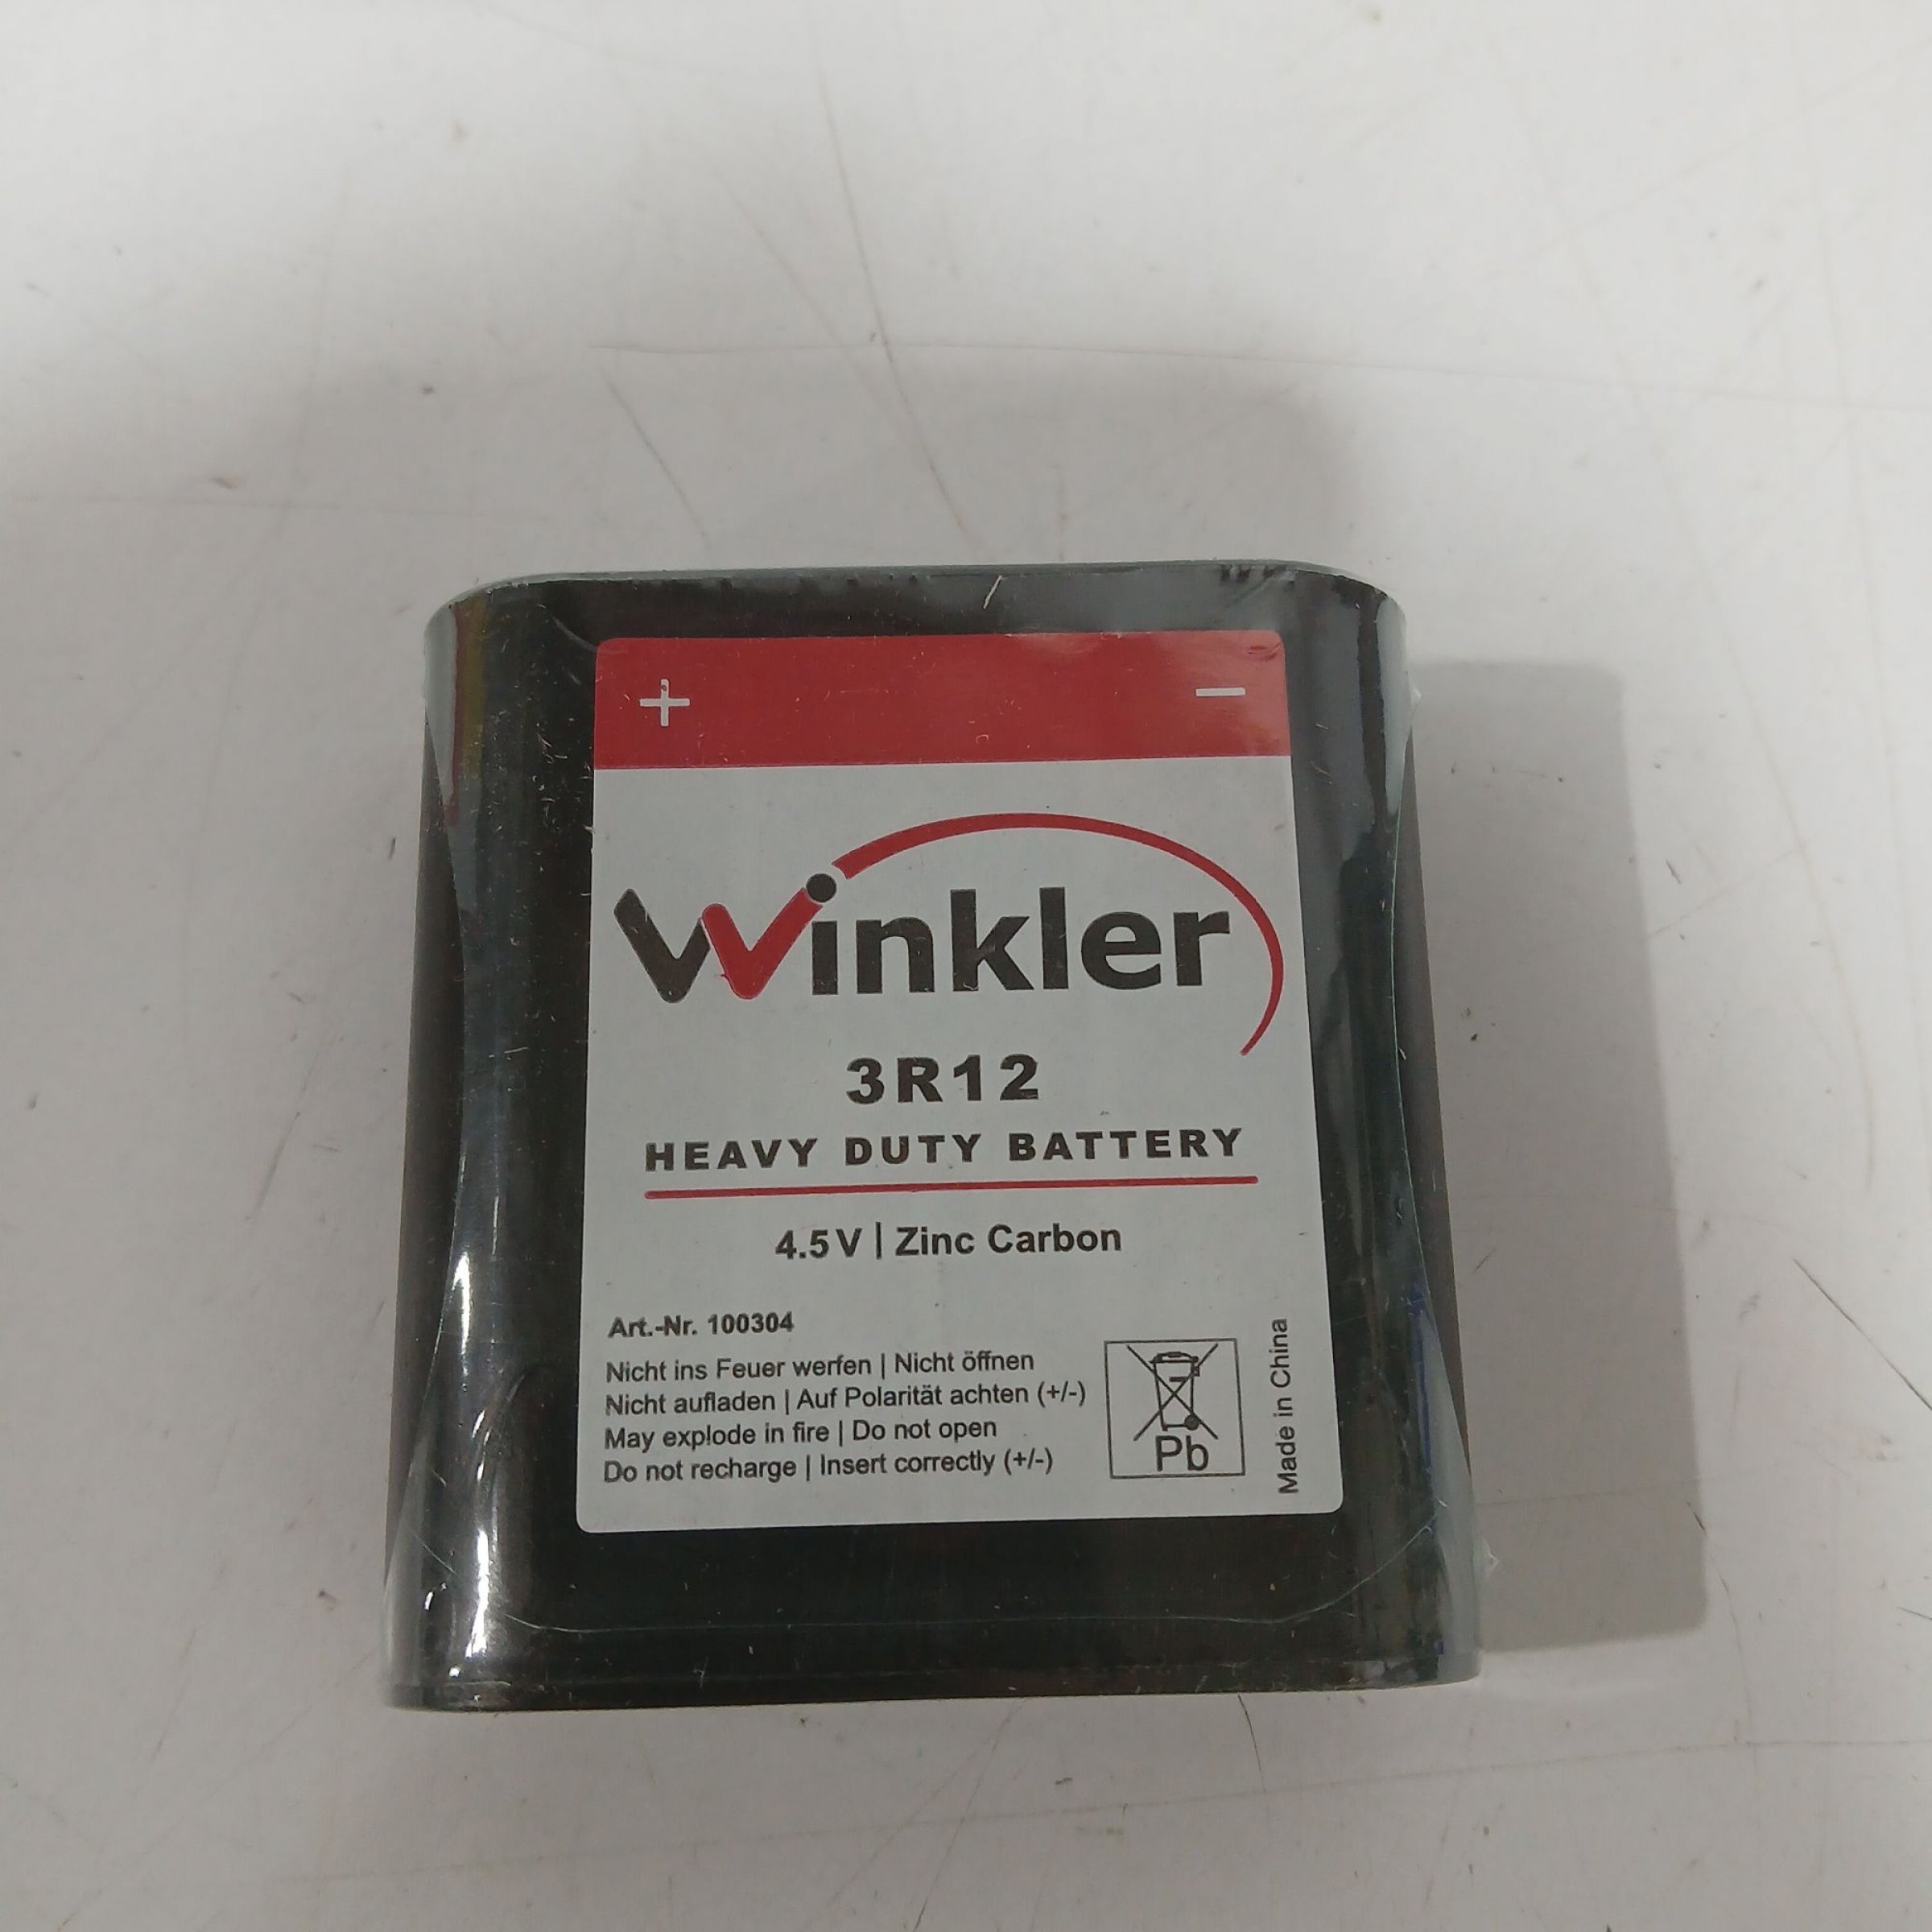 + −
Winkler
3R12
HEAVY DUTY BATTERY
4.5V | Zinc Carbon
Art.-Nr. 100304
Nicht ins Feuer werfen | Nicht öffnen
Nicht aufladen | Auf Polarität achten (+/-)
May explode in fire | Do not open
Do not recharge | Insert correctly (+/-)
Pb
Made in China